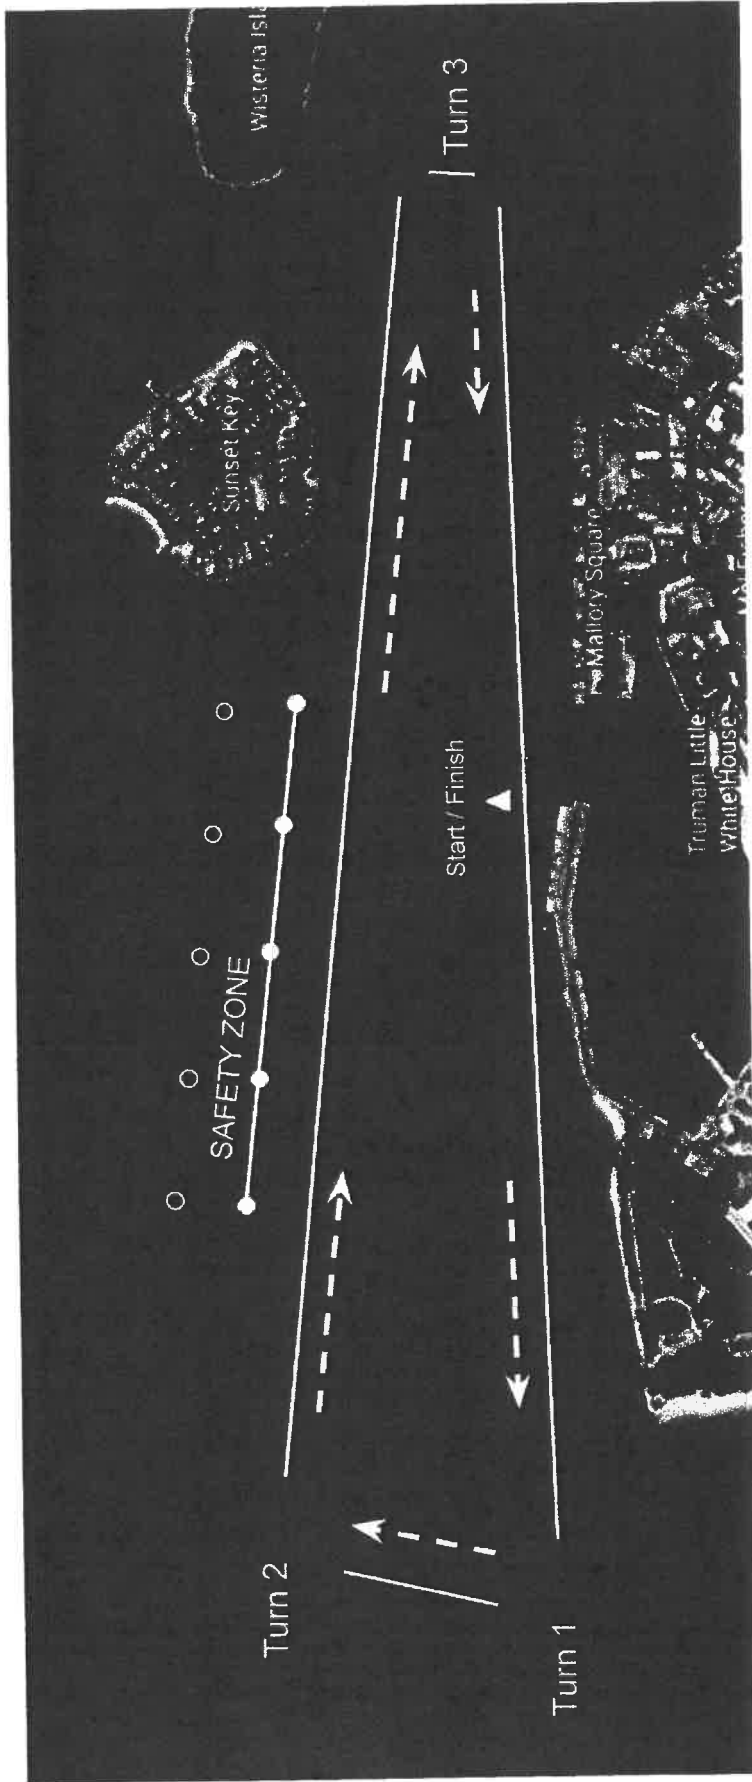 Wisteria Isla
Turn 3
Sunset Key
Mallory Square
Truman Little
White House
Start / Finish
SAFETY ZONE
Turn 2
Turn 1